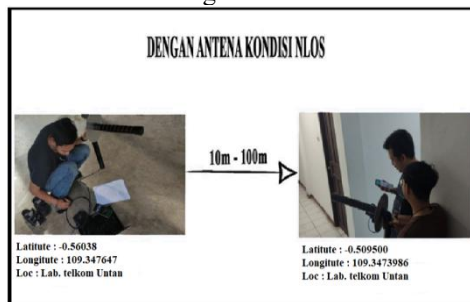 DENGAN ANTENA KONDISI NLOS
10m - 100m
Latitute : -0.56038
Longitute : 109.347647
Loc : Lab. telkom Untan
Latitute : -0.509500
Longitute : 109.3473986
Loc : Lab. telkom Untan